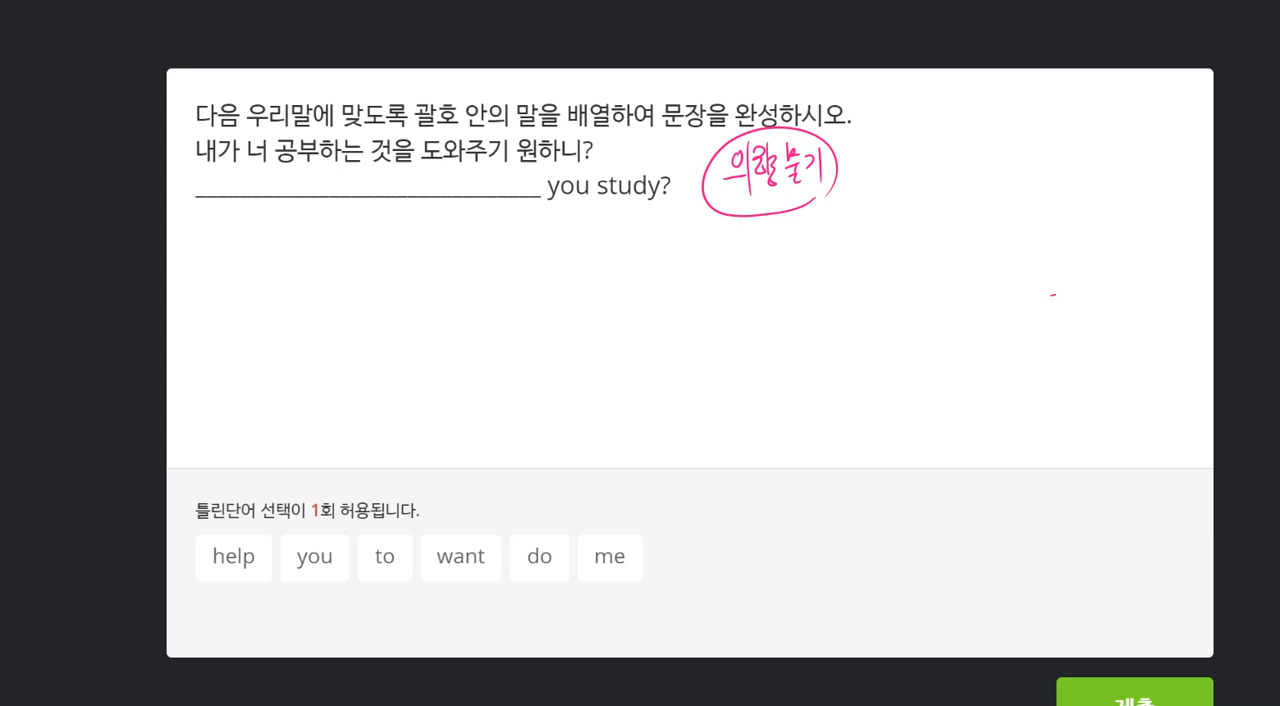 다음 우리말에 맞도록 괄호 안의 말을 배열하여 문장을 완성하시오.
내가 너 공부하는 것을 도와주기 원하니?
______________________________ you study?
의향 묻기
틀린단어 선택이 1회 허용됩니다.
help you to want do me
제출